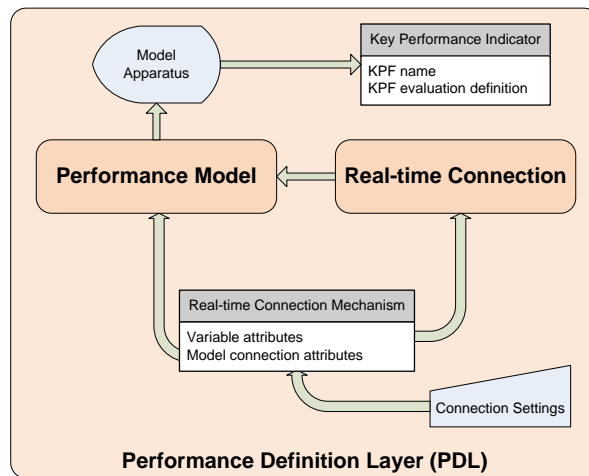 Model
Apparatus
Key Performance Indicator
KPF name
KPF evaluation definition
Performance Model
Real-time Connection
Real-time Connection Mechanism
Variable attributes
Model connection attributes
Connection Settings
Performance Definition Layer (PDL)